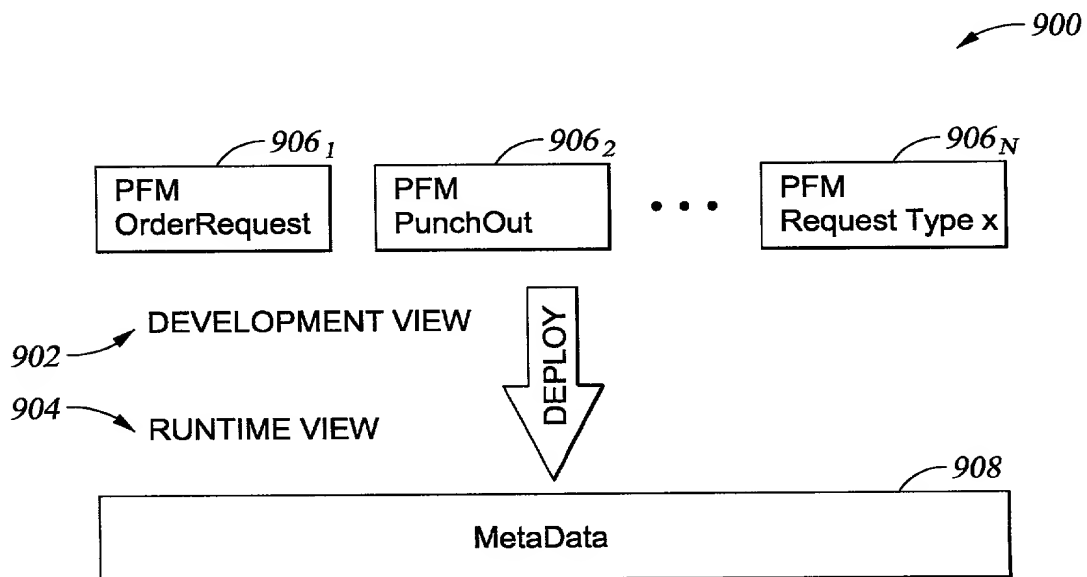 900
906₁
906₂
906N
PFM
OrderRequest
PFM
PunchOut
• • •
PFM
Request Type x
DEVELOPMENT VIEW
902
DEPLOY
904
RUNTIME VIEW
908
MetaData